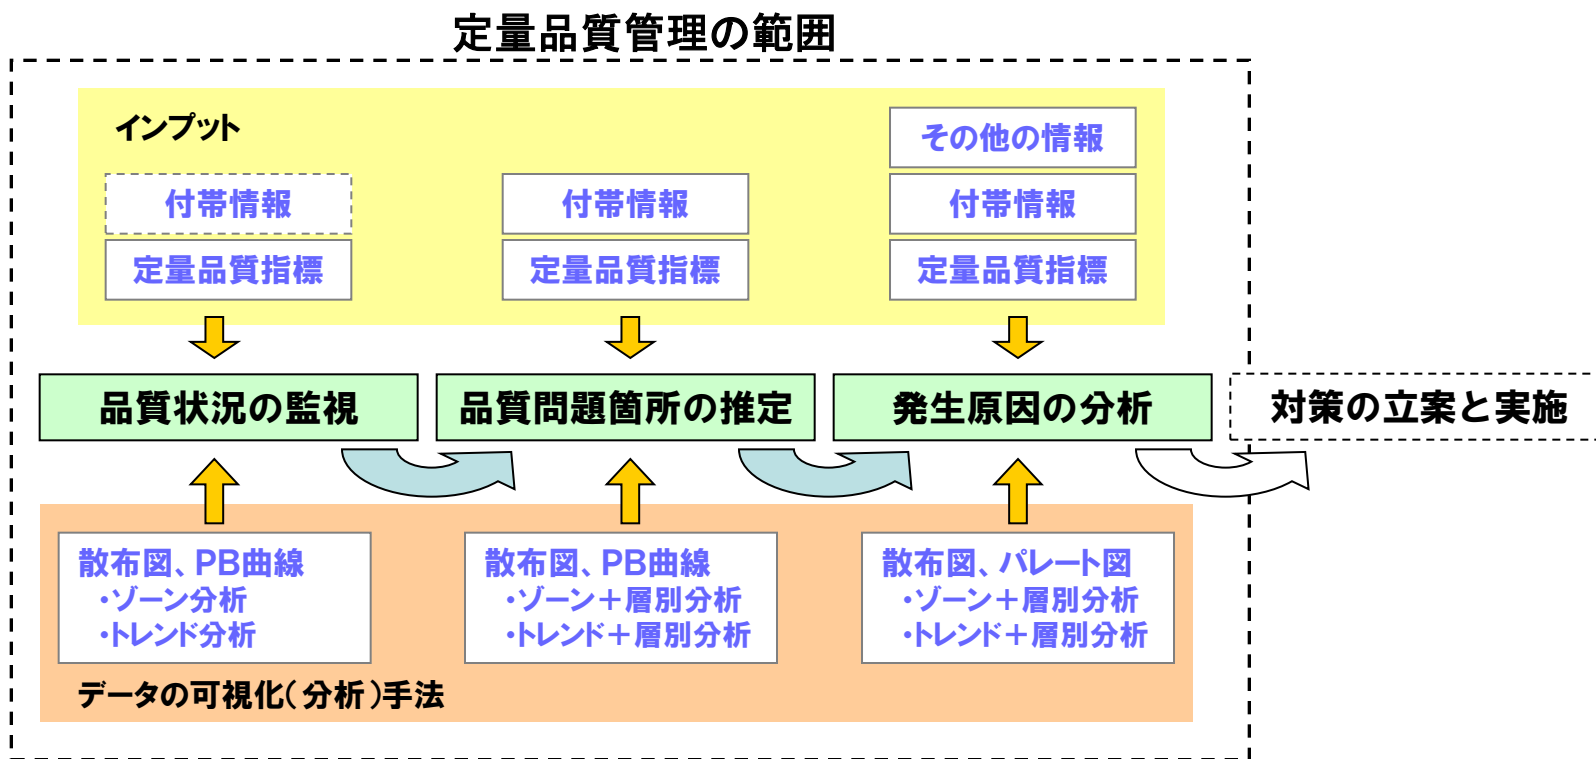 定量品質管理の範囲
インプット
その他の情報
付帯情報
付帯情報
付帯情報
定量品質指標
定量品質指標
定量品質指標
品質状況の監視
品質問題箇所の推定
発生原因の分析
対策の立案と実施
散布図、PB曲線
・ゾーン分析
・トレンド分析
散布図、PB曲線
・ゾーン＋層別分析
・トレンド＋層別分析
散布図、パレート図
・ゾーン＋層別分析
・トレンド＋層別分析
データの可視化（分析）手法